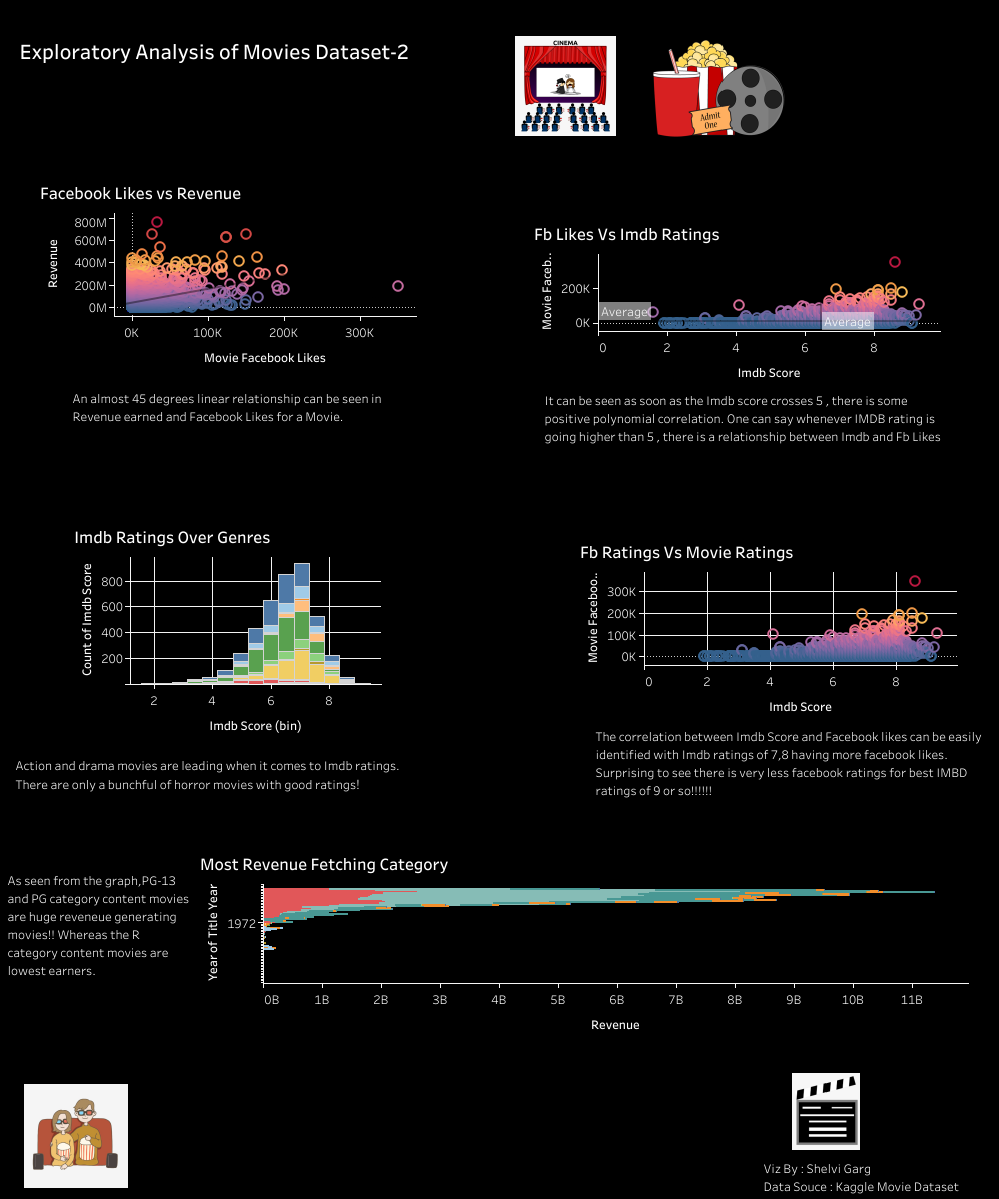 Exploratory Analysis of Movies Dataset-2
CINEMA
Admit
One
Facebook Likes vs Revenue
Revenue
800M
600M
400M
200M
0M
0K
100K
200K
300K
Movie Facebook Likes
An almost 45 degrees linear relationship can be seen in
Revenue earned and Facebook Likes for a Movie.
Fb Likes Vs Imdb Ratings
Movie Faceb..
200K
0K
Average
Average
0
2
4
6
8
Imdb Score
It can be seen as soon as the Imdb score crosses 5 , there is some
positive polynomial correlation. One can say whenever IMDB rating is
going higher than 5 , there is a relationship between Imdb and Fb Likes
Imdb Ratings Over Genres
Count of Imdb Score
800
600
400
200
2
4
6
8
Imdb Score (bin)
Action and drama movies are leading when it comes to Imdb ratings.
There are only a bunchful of horror movies with good ratings!
Fb Ratings Vs Movie Ratings
Movie Faceboo..
300K
200K
100K
0K
0
2
4
6
8
Imdb Score
The correlation between Imdb Score and Facebook likes can be easily
identified with Imdb ratings of 7,8 having more facebook likes.
Surprising to see there is very less facebook ratings for best IMBD
ratings of 9 or so!!!!!!
Most Revenue Fetching Category
As seen from the graph,PG-13
and PG category content movies
are huge reveneue generating
movies!! Whereas the R
category content movies are
lowest earners.
Year of Title Year
1972
0B
1B
2B
3B
4B
5B
6B
7B
8B
9B
10B
11B
Revenue
Viz By : Shelvi Garg
Data Souce : Kaggle Movie Dataset